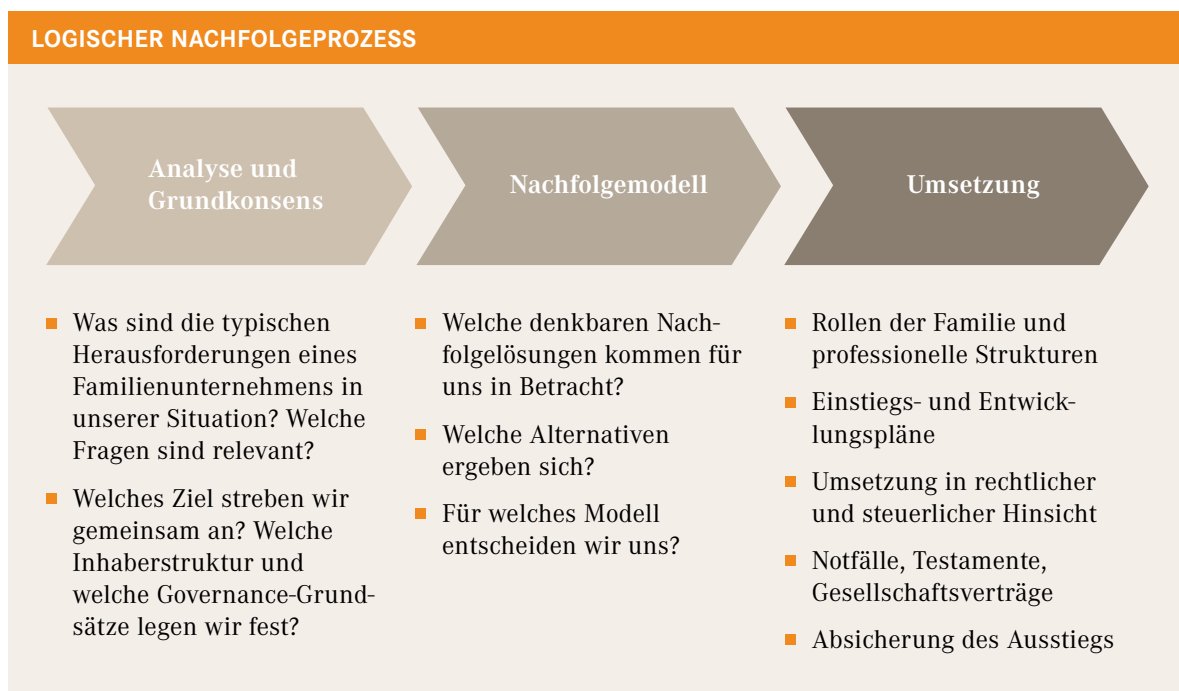 LOGISCHER NACHFOLGEPROZESS
Analyse und
Grundkonsens
Nachfolgemodell
Umsetzung
Was sind die typischen
Herausforderungen eines
Familienunternehmens in
unserer Situation? Welche
Fragen sind relevant?
Welches Ziel streben wir
gemeinsam an? Welche
Inhaberstruktur und
welche Governance-Grund-
sätze legen wir fest?
Welche denkbaren Nach-
folgelösungen kommen für
uns in Betracht?
Welche Alternativen
ergeben sich?
Für welches Modell
entscheiden wir uns?
Rollen der Familie und
professionelle Strukturen
Einstiegs- und Entwick-
lungspläne
Umsetzung in rechtlicher
und steuerlicher Hinsicht
Notfälle, Testamente,
Gesellschaftsverträge
Absicherung des Ausstiegs